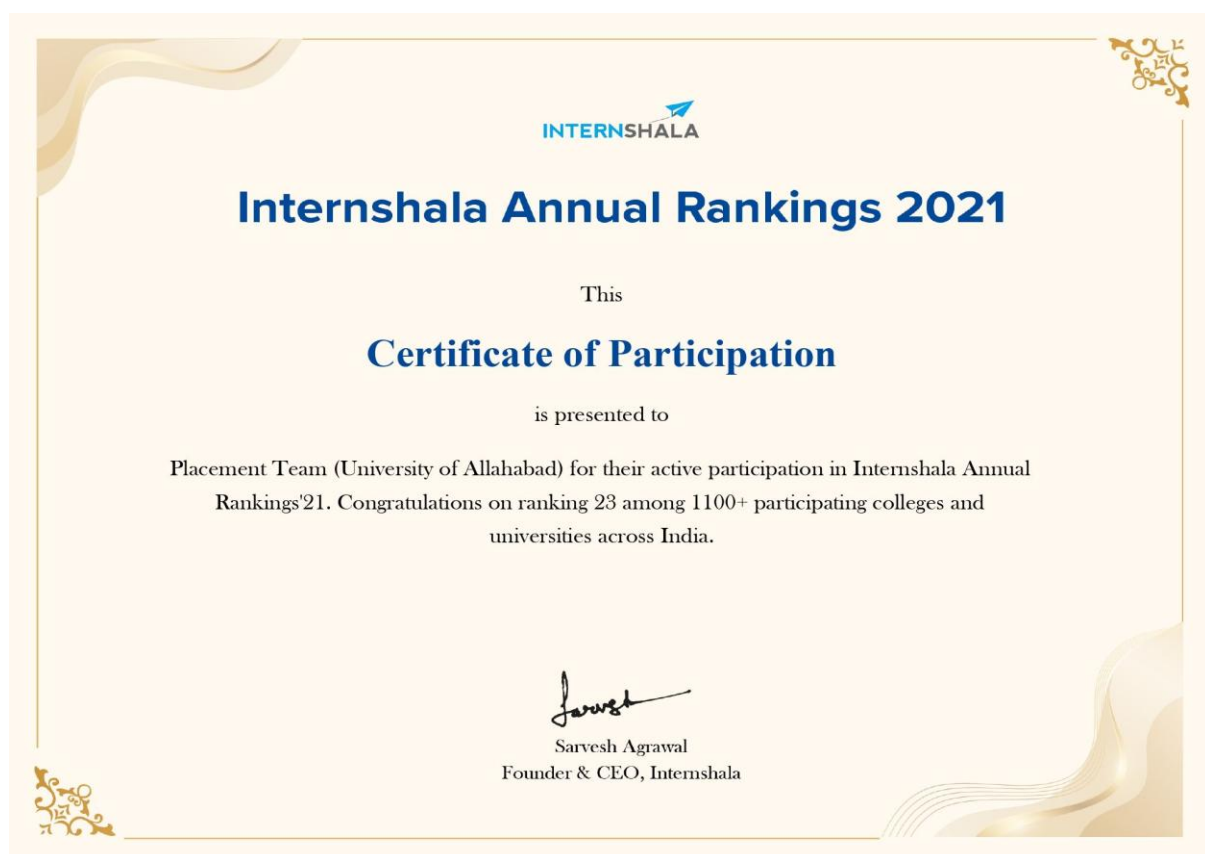 INTERNSHALA
Internshala Annual Rankings 2021
This
Certificate of Participation
is presented to
Placement Team (University of Allahabad) for their active participation in Internshala Annual
Rankings'21. Congratulations on ranking 23 among 1100+ participating colleges and
universities across India.
Sarvesh
Sarvesh Agrawal
Founder & CEO, Internshala